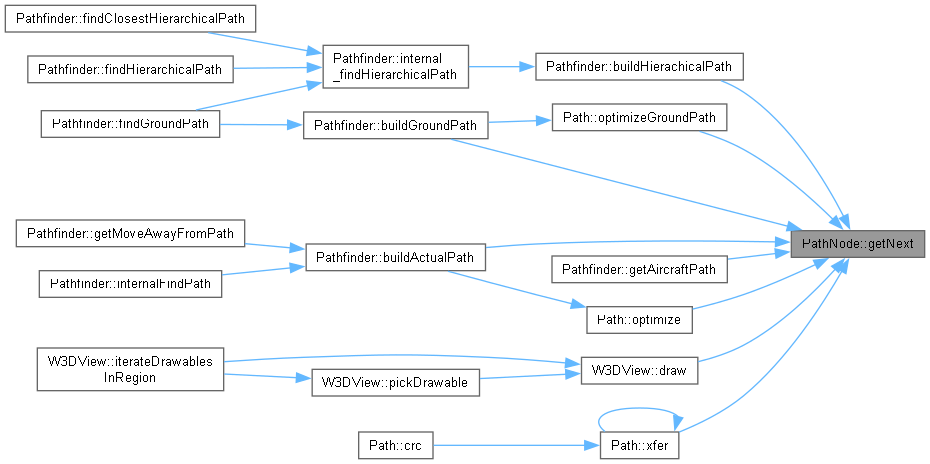 Pathfinder::findClosestHierarchicalPath
Pathfinder::findHierarchicalPath
Pathfinder::findGroundPath
Pathfinder::internal
_findHierarchicalPath
Pathfinder::buildHierachicalPath
Pathfinder::buildGroundPath
Path::optimizeGroundPath
PathNode::getNext
Pathfinder::getMoveAwayFromPath
Pathfinder::internalFindPath
Pathfinder::buildActualPath
Pathfinder::getAircraftPath
Path::optimize
W3DView::iterateDrawables
InRegion
W3DView::pickDrawable
W3DView::draw
Path::crc
Path::xfer